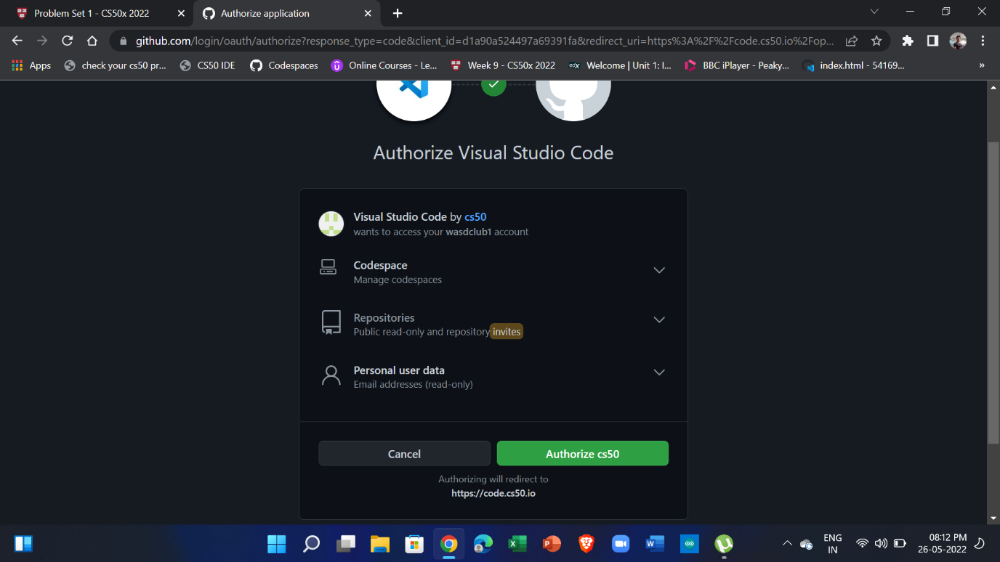 Problem Set 1 - CS50x 2022
Authorize application
github.com/login/oauth/authorize?response_type=code&client_id=d1a90a524497a69391fa&redirect_uri=https%3A%2F%2Fcode.cs50.io%2Fop...
Apps
check your cs50 pr...
CS50 IDE
Codespaces
Online Courses - Le...
Week 9 - CS50x 2022
edX
Welcome | Unit 1: I...
BBC iPlayer - Peaky...
index.html - 54169...
»
Authorize Visual Studio Code
Visual Studio Code by cs50
wants to access your wasdclub1 account
Codespace
Manage codespaces
Repositories
Public read-only and repository invites
Personal user data
Email addresses (read-only)
Cancel
Authorize cs50
Authorizing will redirect to
https://code.cs50.io
ENG
IN
08:12 PM
26-05-2022